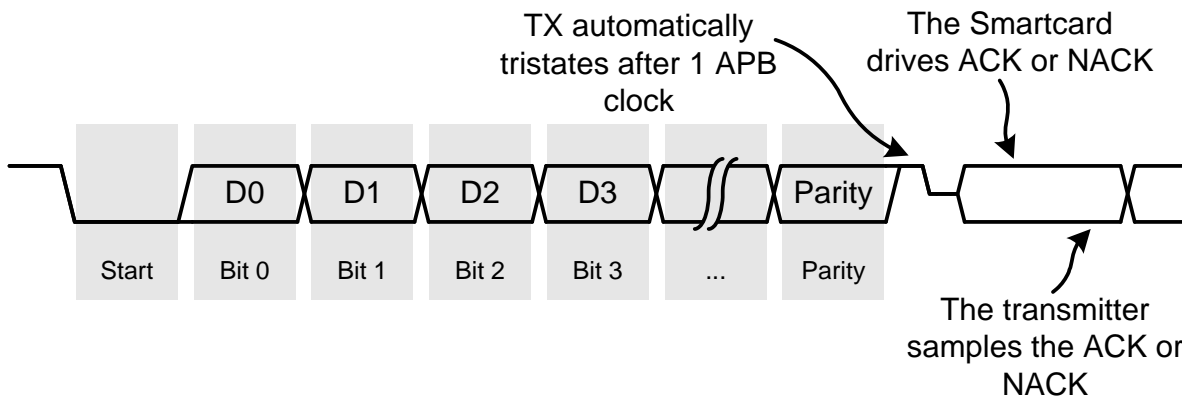 TX automatically
tristates after 1 APB
clock
The Smartcard
drives ACK or NACK
D0
D1
D2
D3
Parity
Start
Bit 0
Bit 1
Bit 2
Bit 3
...
Parity
The transmitter
samples the ACK or
NACK